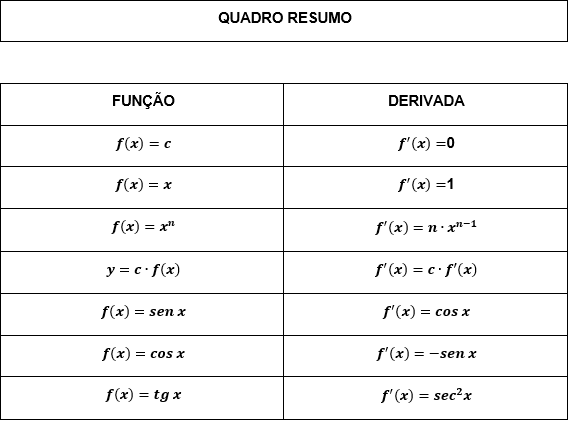 QUADRO RESUMO
FUNÇÃO DERIVADA
f(x) = c f′(x) =0
f(x) = x f′(x) =1
f(x) = xⁿ f′(x) = n · xⁿ⁻¹
y = c · f(x) f′(x) = c · f′(x)
f(x) = sen x f′(x) = cos x
f(x) = cos x f′(x) = −sen x
f(x) = tg x f′(x) = sec²x